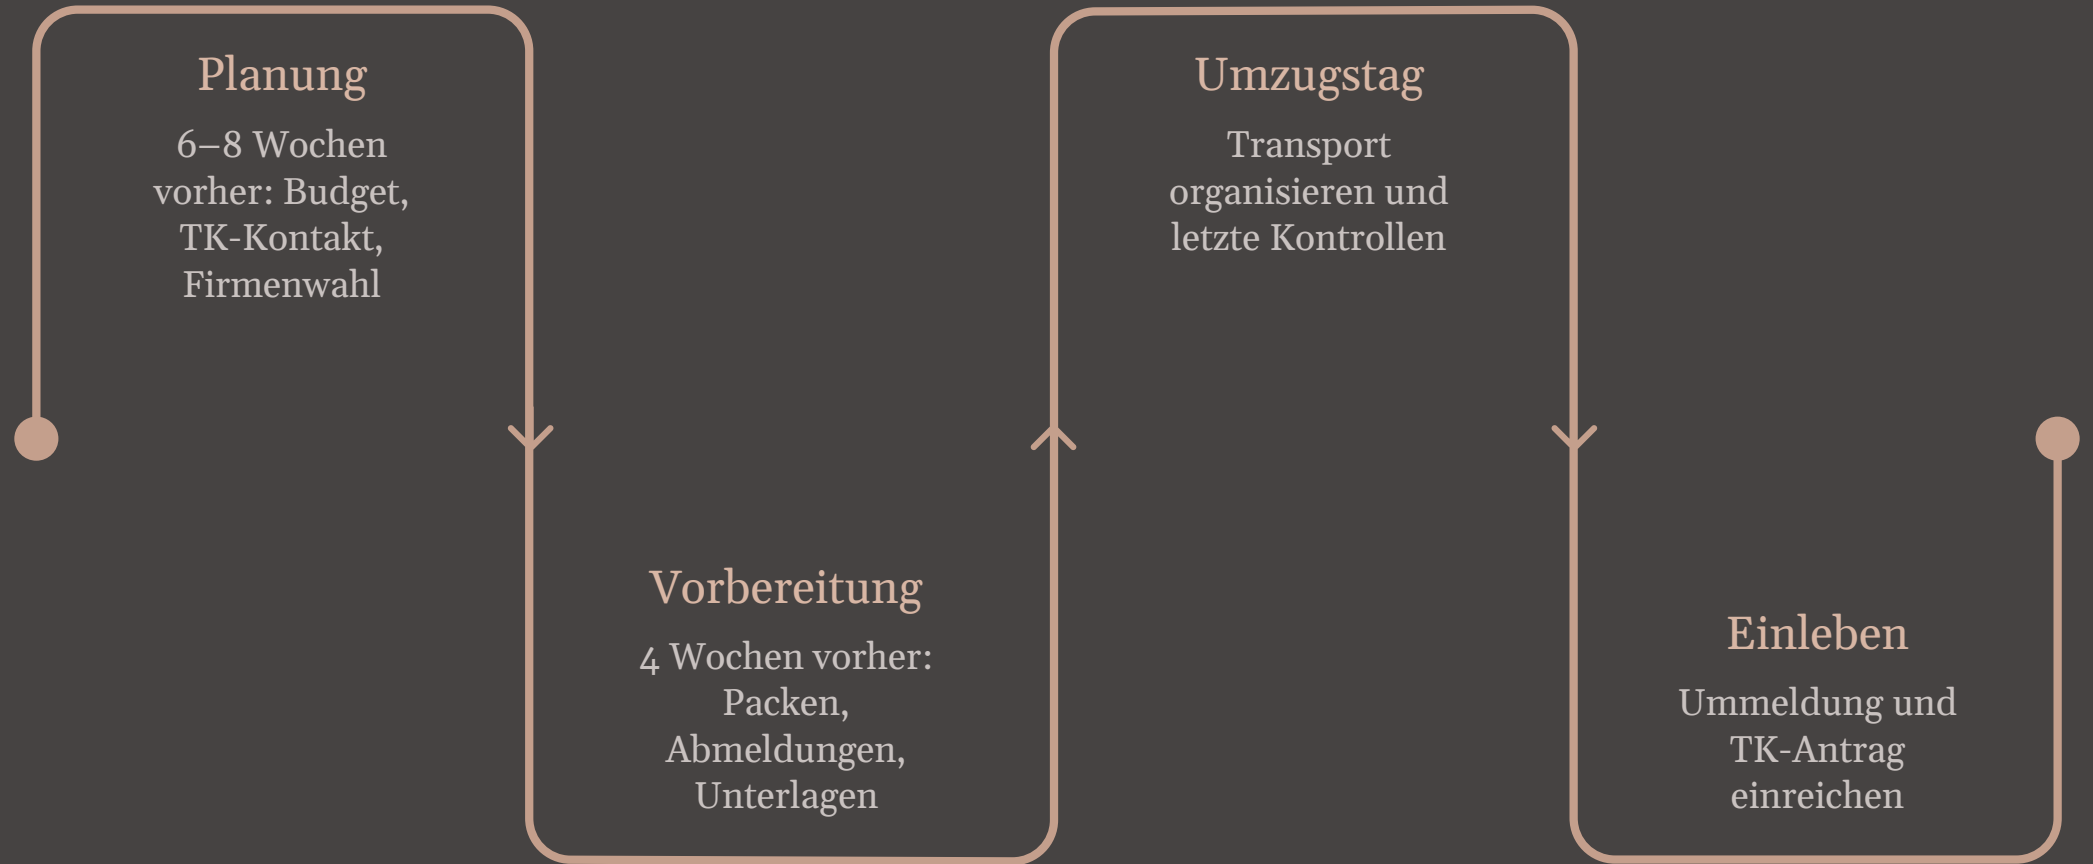 Planung
6–8 Wochen
vorher: Budget,
TK-Kontakt,
Firmenwahl
Vorbereitung
4 Wochen vorher:
Packen,
Abmeldungen,
Unterlagen
Umzugstag
Transport
organisieren und
letzte Kontrollen
Einleben
Ummeldung und
TK-Antrag
einreichen